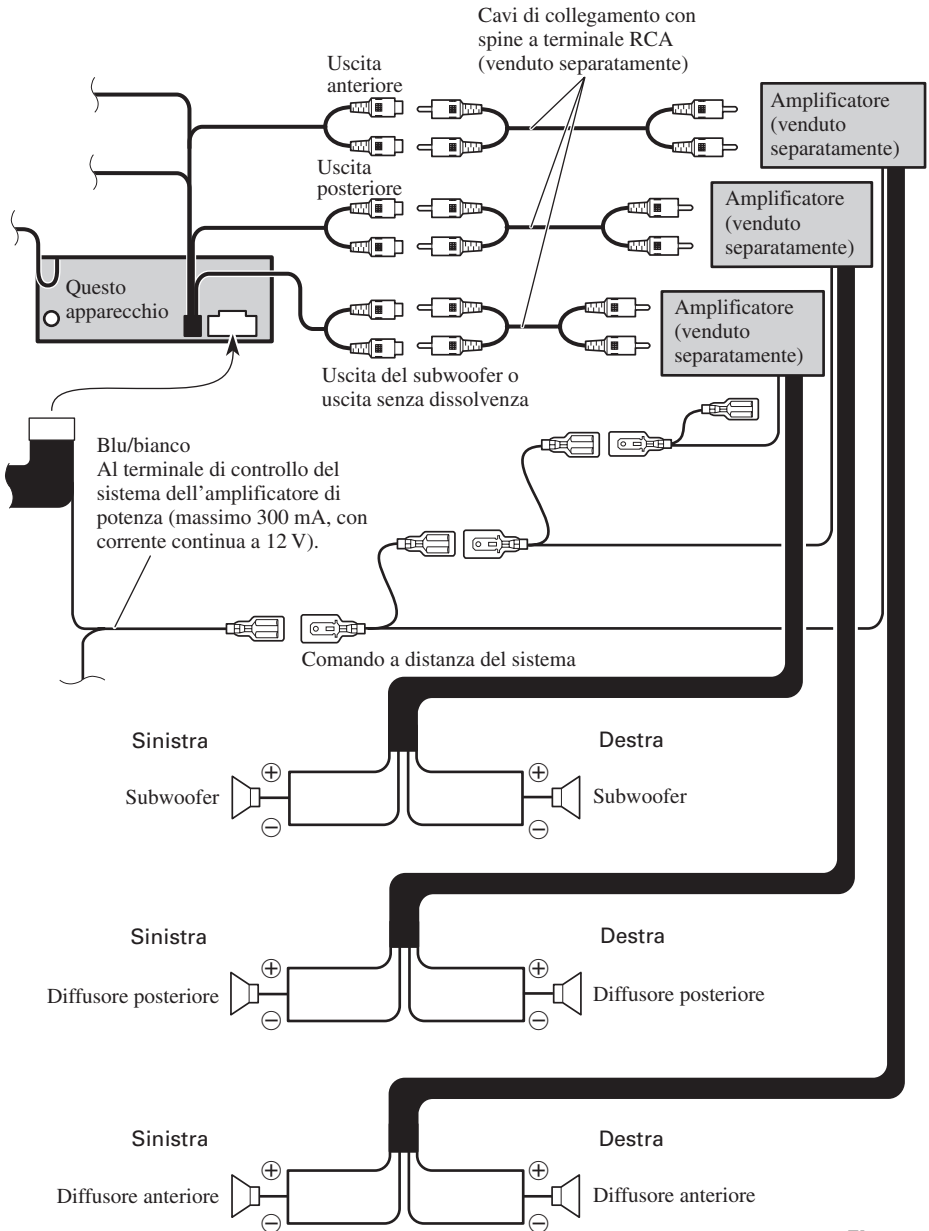 Cavi di collegamento con
spine a terminale RCA
(venduto separatamente)
Uscita
anteriore
Amplificatore
(venduto
separatamente)
Uscita
posteriore
Amplificatore
(venduto
separatamente)
Questo
apparecchio
Amplificatore
(venduto
separatamente)
Uscita del subwoofer o
uscita senza dissolvenza
Blu/bianco
Al terminale di controllo del
sistema dell'amplificatore di
potenza (massimo 300 mA, con
corrente continua a 12 V).
Comando a distanza del sistema
Sinistra
Destra
Subwoofer
⊕
⊖
⊕
⊖
Subwoofer
Sinistra
Destra
Diffusore posteriore
⊕
⊖
⊕
⊖
Diffusore posteriore
Sinistra
Destra
Diffusore anteriore
⊕
⊖
⊕
⊖
Diffusore anteriore